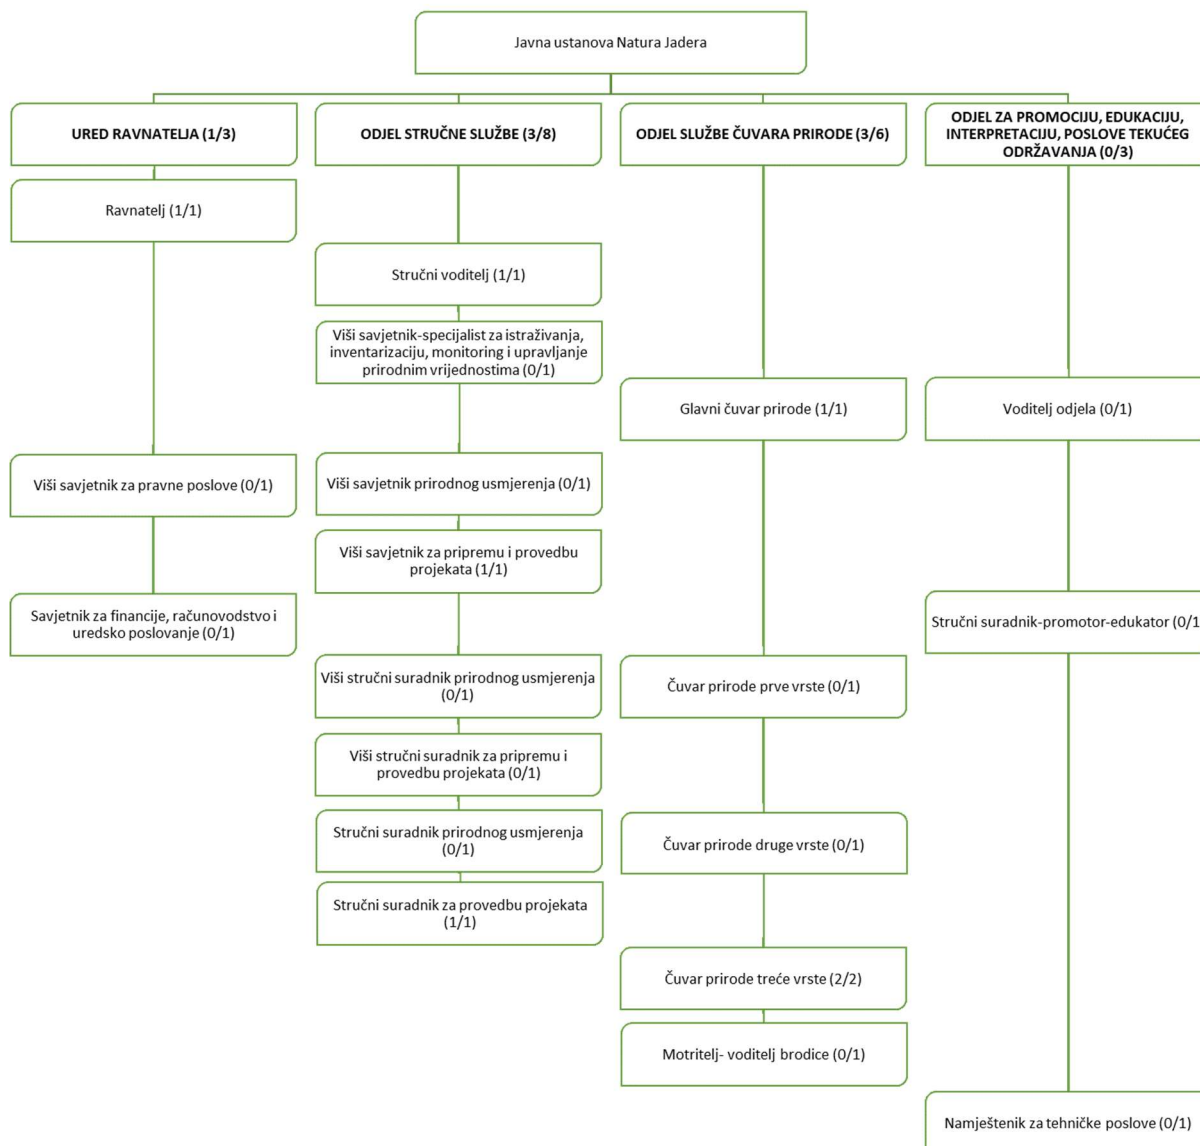 Javna ustanova Natura Jadera
URED RAVNATELJA (1/3)
Ravnatelj (1/1)
Viši savjetnik za pravne poslove (0/1)
Savjetnik za financije, računovodstvo i
uredsko poslovanje (0/1)
ODJEL STRUČNE SLUŽBE (3/8)
Stručni voditelj (1/1)
Viši savjetnik-specijalist za istraživanja,
inventarizaciju, monitoring i upravljanje
prirodnim vrijednostima (0/1)
Viši savjetnik prirodnog usmjerenja (0/1)
Viši savjetnik za pripremu i provedbu
projekata (1/1)
Viši stručni suradnik prirodnog usmjerenja
(0/1)
Viši stručni suradnik za pripremu i
provedbu projekata (0/1)
Stručni suradnik prirodnog usmjerenja
(0/1)
Stručni suradnik za provedbu projekata
(1/1)
ODJEL SLUŽBE ČUVARA PRIRODE (3/6)
Glavni čuvar prirode (1/1)
Čuvar prirode prve vrste (0/1)
Čuvar prirode druge vrste (0/1)
Čuvar prirode treće vrste (2/2)
Motritelj- voditelj brodice (0/1)
ODJEL ZA PROMOCIJU, EDUKACIJU,
INTERPRETACIJU, POSLOVE TEKUĆEG
ODRŽAVANJA (0/3)
Voditelj odjela (0/1)
Stručni suradnik-promotor-edukator (0/1
Namještenik za tehničke poslove (0/1)